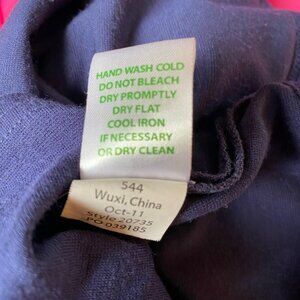 HAND WASH COLD
DO NOT BLEACH
DRY PROMPTLY
DRY FLAT
COOL IRON
IF NECESSARY
OR DRY CLEAN
544
Wuxi, China
Oct-11
Style 20735
PO 039185